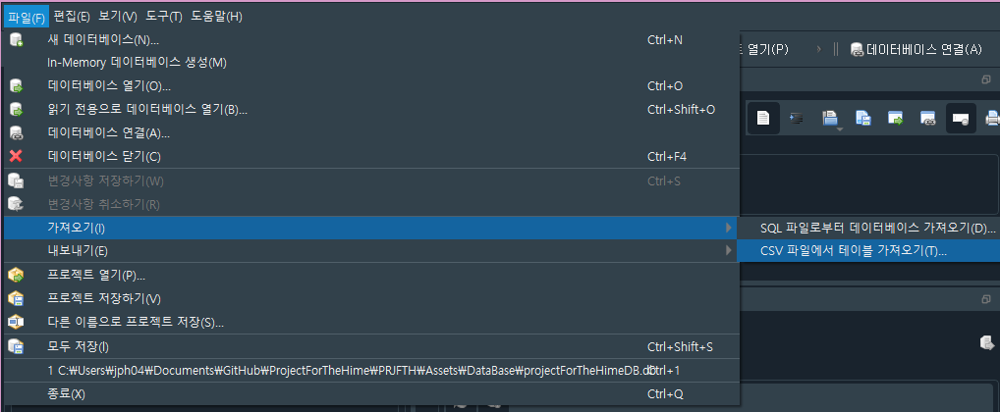 파일(F) 편집(E) 보기(V) 도구(T) 도움말(H)
새 데이터베이스(N)... Ctrl+N
In-Memory 데이터베이스 생성(M)
열기(P) 데이터베이스 연결(A)
데이터베이스 열기(O)... Ctrl+O
읽기 전용으로 데이터베이스 열기(B)... Ctrl+Shift+O
데이터베이스 연결(A)...
데이터베이스 닫기(C) Ctrl+F4
변경사항 저장하기(W) Ctrl+S
변경사항 취소하기(R)
가져오기(I) SQL 파일로부터 데이터베이스 가져오기(D)...
내보내기(E) CSV 파일에서 테이블 가져오기(T)...
프로젝트 열기(P)...
프로젝트 저장하기(V)
다른 이름으로 프로젝트 저장(S)...
모두 저장(l) Ctrl+Shift+S
1 C:₩Users₩jph04₩Documents₩GitHub₩ProjectForTheHime₩PRJFTH₩Assets₩DataBase₩projectForTheHimeDB.db Ctrl+1
종료(X) Ctrl+Q